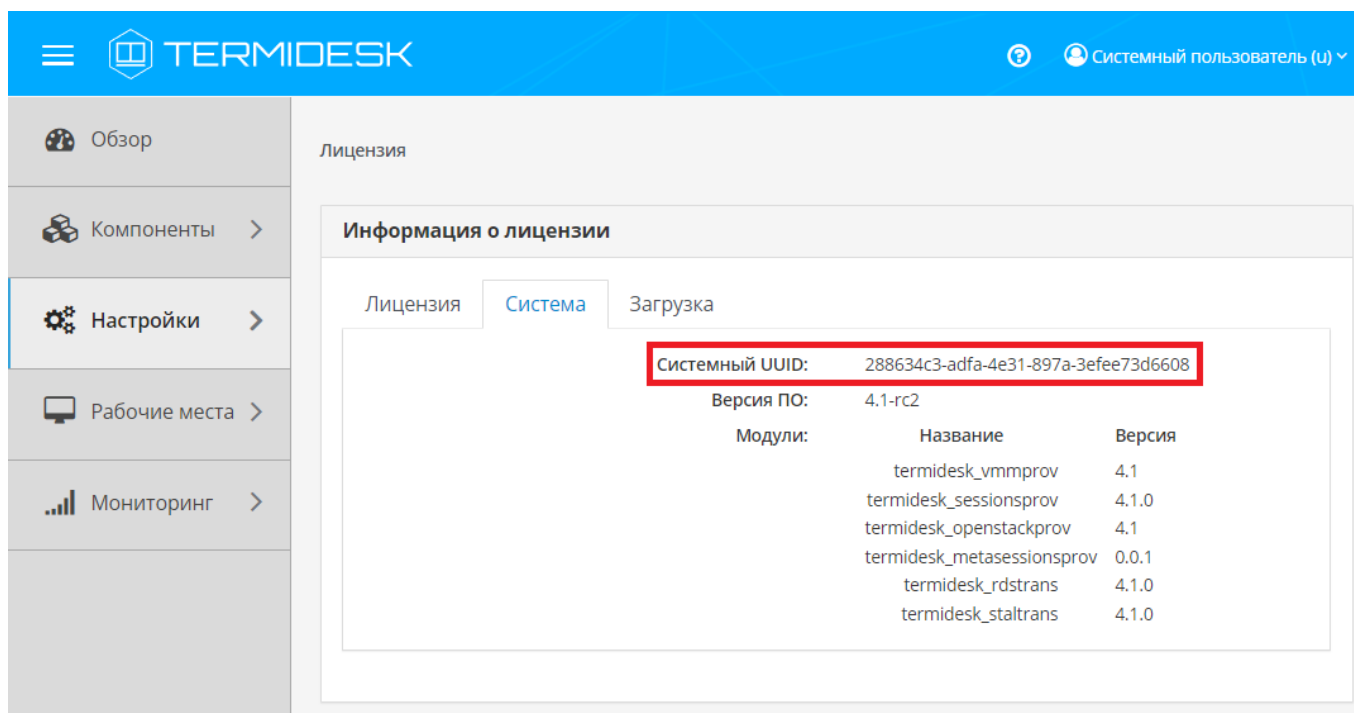 TERMIDESK
Системный пользователь (u)
Обзор
Компоненты
Настройки
Рабочие места
Мониторинг
Лицензия
Информация о лицензии
Лицензия Система Загрузка
Системный UUID: 288634c3-adfa-4e31-897a-3efee73d6608
Версия ПО: 4.1-rc2
Модули: Название Версия
termidesk_vmmprov 4.1
termidesk_sessionsprov 4.1.0
termidesk_openstackprov 4.1
termidesk_metasessionsprov 0.0.1
termidesk_rdstrans 4.1.0
termidesk_staltrans 4.1.0